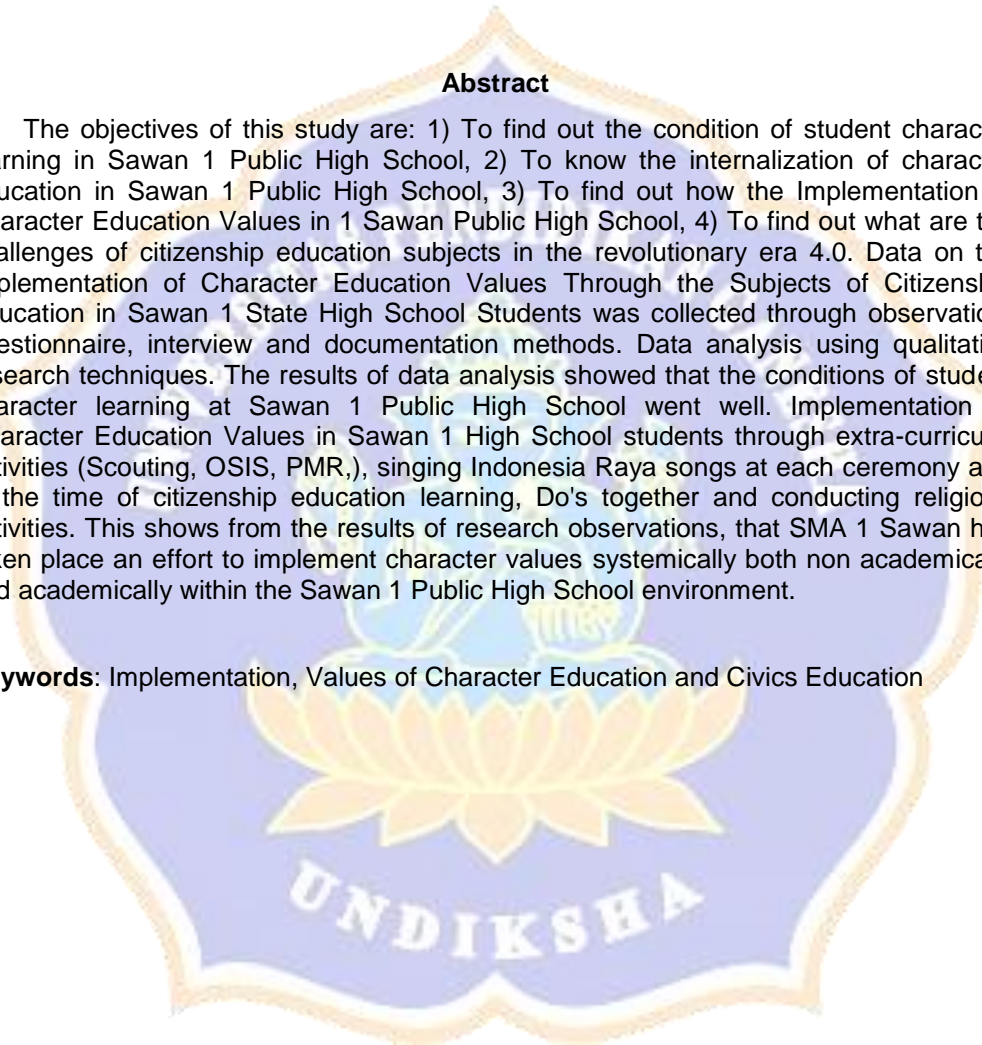 Abstract
The objectives of this study are: 1) To find out the condition of student charac
arning in Sawan 1 Public High School, 2) To know the internalization of charac
ucation in Sawan 1 Public High School, 3) To find out how the Implementation
aracter Education Values in 1 Sawan Public High School, 4) To find out what are t
allenges of citizenship education subjects in the revolutionary era 4.0. Data on t
plementation of Character Education Values Through the Subjects of Citizensh
ucation in Sawan 1 State High School Students was collected through observatio
estionnaire, interview and documentation methods. Data analysis using qualitati
search techniques. The results of data analysis showed that the conditions of stude
aracter learning at Sawan 1 Public High School went well. Implementation
aracter Education Values in Sawan 1 High School students through extra-curricu
tivities (Scouting, OSIS, PMR,), singing Indonesia Raya songs at each ceremony a
the time of citizenship education learning, Do's together and conducting religio
tivities. This shows from the results of research observations, that SMA 1 Sawan h
ken place an effort to implement character values systemically both non academica
d academically within the Sawan 1 Public High School environment.
ywords: Implementation, Values of Character Education and Civics Education
UNDIKSHA